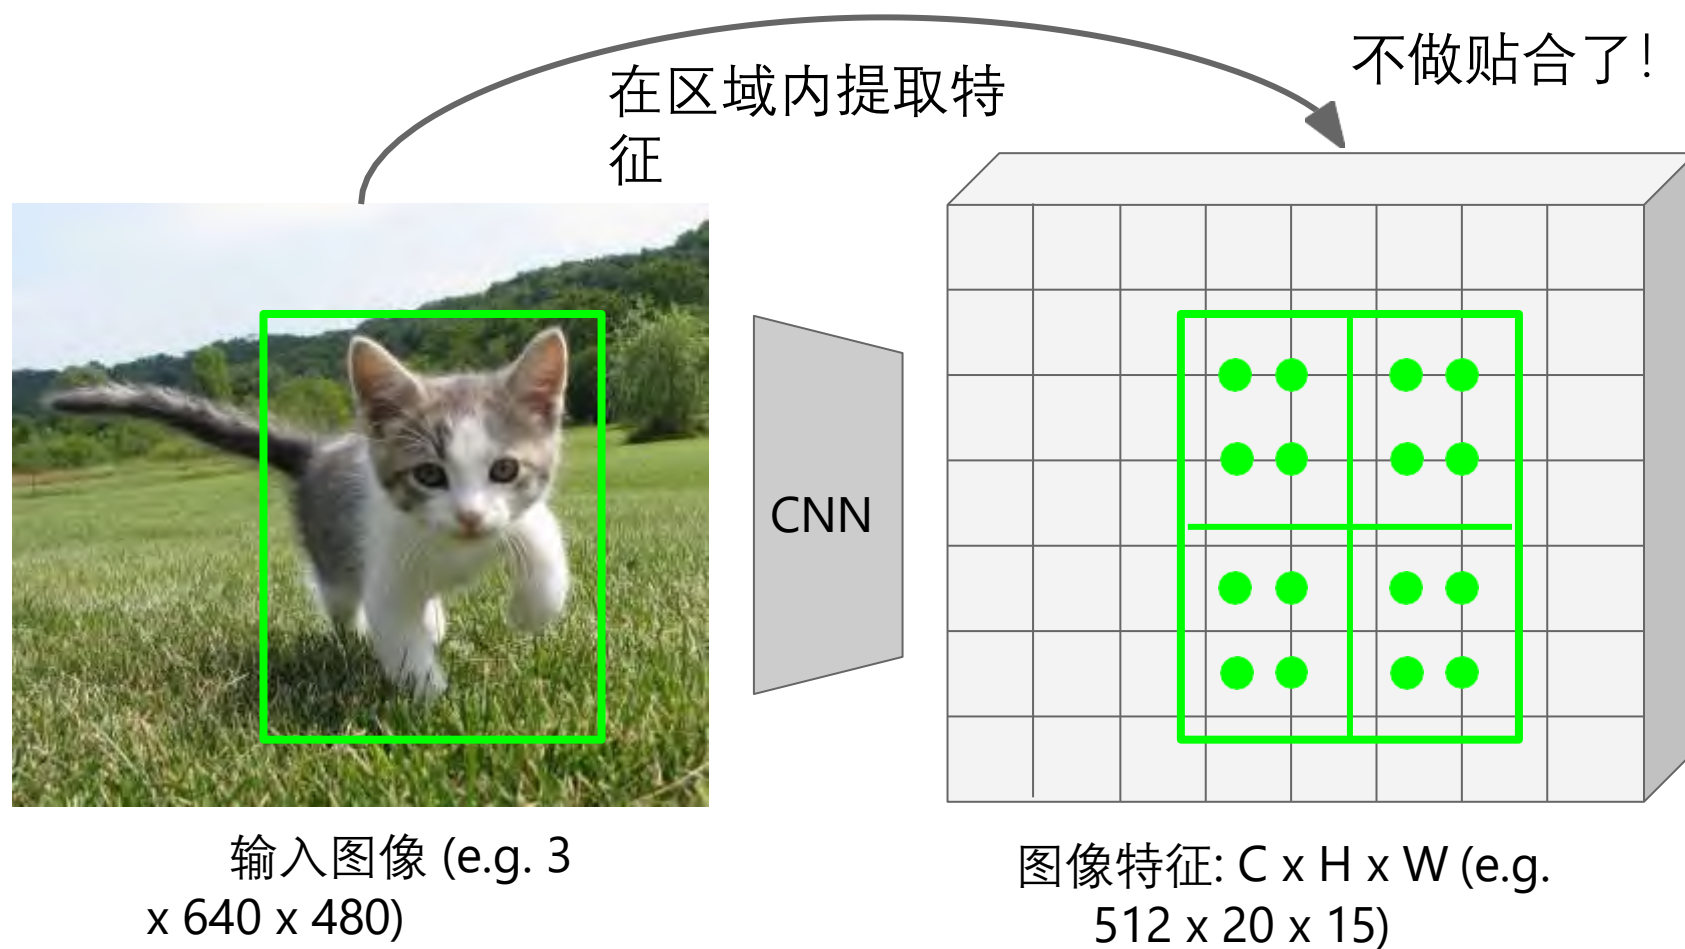 不做贴合了!
在区域内提取特
征
CNN
输入图像 (e.g. 3
x 640 x 480)
图像特征: C x H x W (e.g.
512 x 20 x 15)